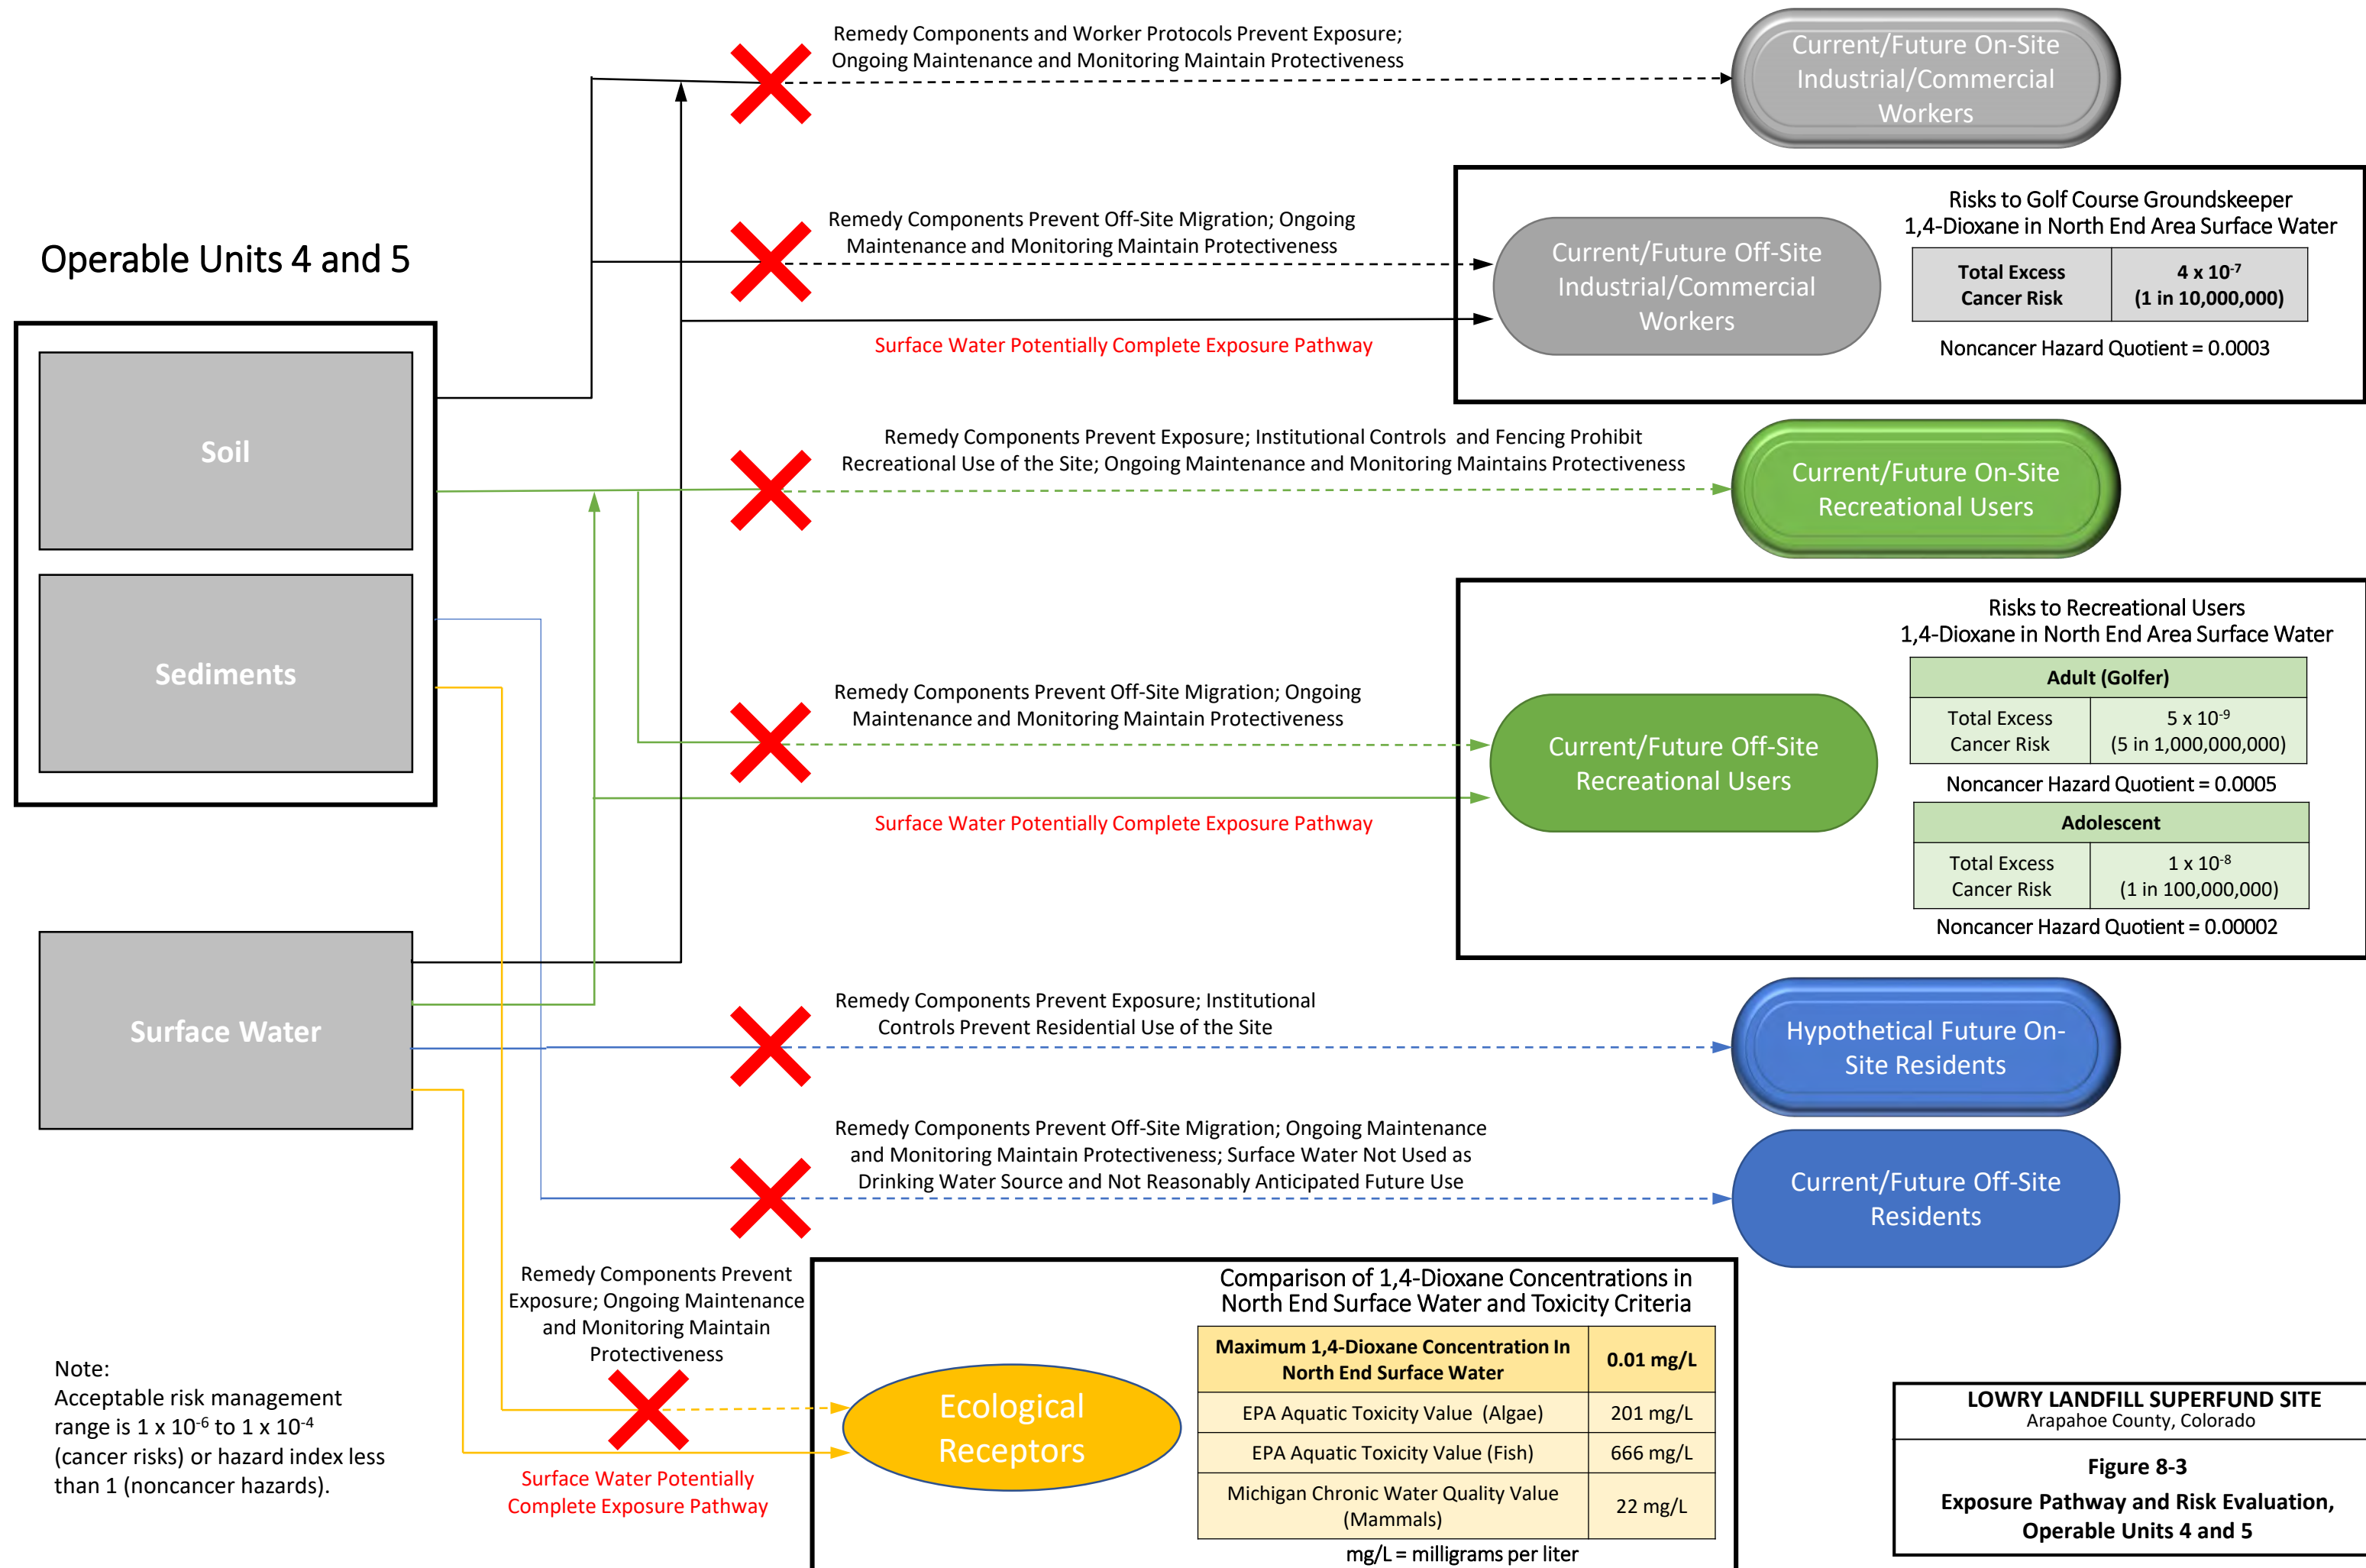 Remedy Components and Worker Protocols Prevent Exposure;
Ongoing Maintenance and Monitoring Maintain Protectiveness
Current/Future On-Site
Industrial/Commercial
Workers
Operable Units 4 and 5
Remedy Components Prevent Off-Site Migration; Ongoing
Maintenance and Monitoring Maintain Protectiveness
Surface Water Potentially Complete Exposure Pathway
Current/Future Off-Site
Industrial/Commercial
Workers
Risks to Golf Course Groundskeeper
1,4-Dioxane in North End Area Surface Water
Total Excess
Cancer Risk
4 x 10-7
(1 in 10,000,000)
Noncancer Hazard Quotient = 0.0003
Soil
Remedy Components Prevent Exposure; Institutional Controls and Fencing Prohibit
Recreational Use of the Site; Ongoing Maintenance and Monitoring Maintains Protectiveness
Current/Future On-Site
Recreational Users
Sediments
Remedy Components Prevent Off-Site Migration; Ongoing
Maintenance and Monitoring Maintain Protectiveness
Surface Water Potentially Complete Exposure Pathway
Current/Future Off-Site
Recreational Users
Risks to Recreational Users
1,4-Dioxane in North End Area Surface Water
Adult (Golfer)
Total Excess
Cancer Risk
5 x 10-9
(5 in 1,000,000,000)
Noncancer Hazard Quotient = 0.0005
Adolescent
Total Excess
Cancer Risk
1 x 10-8
(1 in 100,000,000)
Noncancer Hazard Quotient = 0.00002
Surface Water
Remedy Components Prevent Exposure; Institutional
Controls Prevent Residential Use of the Site
Hypothetical Future On-
Site Residents
Remedy Components Prevent Off-Site Migration; Ongoing Maintenance
and Monitoring Maintain Protectiveness; Surface Water Not Used as
Drinking Water Source and Not Reasonably Anticipated Future Use
Current/Future Off-Site
Residents
Remedy Components Prevent
Exposure; Ongoing Maintenance
and Monitoring Maintain
Protectiveness
Surface Water Potentially
Complete Exposure Pathway
Ecological
Receptors
Comparison of 1,4-Dioxane Concentrations in
North End Surface Water and Toxicity Criteria
Maximum 1,4-Dioxane Concentration In
North End Surface Water
0.01 mg/L
EPA Aquatic Toxicity Value (Algae)
201 mg/L
EPA Aquatic Toxicity Value (Fish)
666 mg/L
Michigan Chronic Water Quality Value
(Mammals)
22 mg/L
mg/L = milligrams per liter
Note:
Acceptable risk management
range is 1 x 10-6 to 1 x 10-4
(cancer risks) or hazard index less
than 1 (noncancer hazards).
LOWRY LANDFILL SUPERFUND SITE
Arapahoe County, Colorado
Figure 8-3
Exposure Pathway and Risk Evaluation,
Operable Units 4 and 5